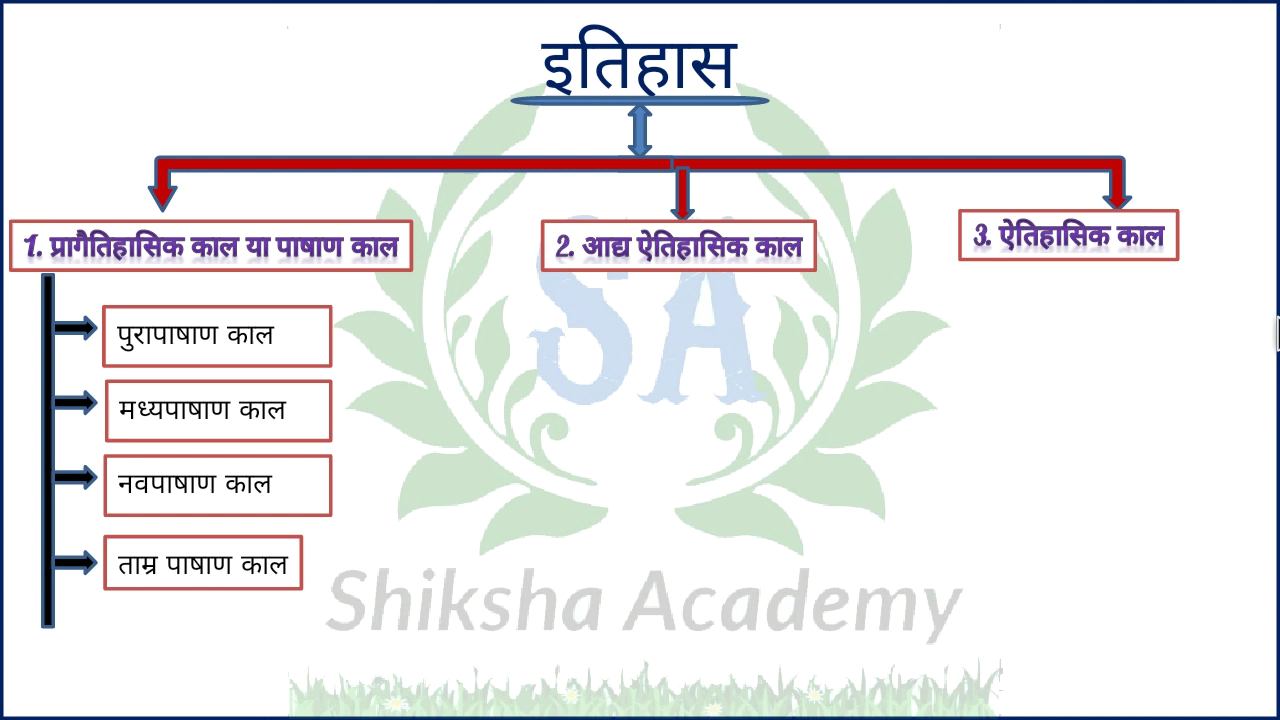 इतिहास
1. प्रागैतिहासिक काल या पाषाण काल
2. आद्य ऐतिहासिक काल
3. ऐतिहासिक काल
पुरापाषाण काल
मध्यपाषाण काल
नवपाषाण काल
ताम्र पाषाण काल
SA
Shiksha Academy